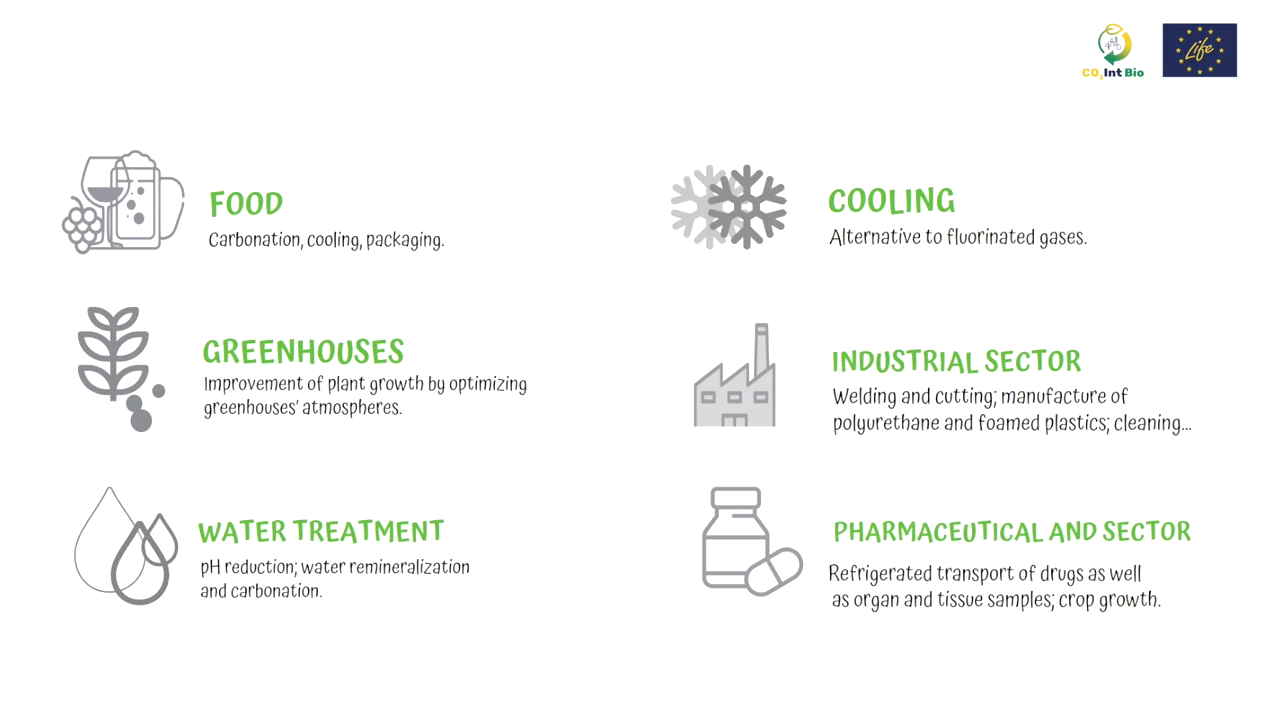 CO2Int Bio
Life
FOOD
Carbonation, cooling, packaging.
GREENHOUSES
Improvement of plant growth by optimizing
greenhouses' atmospheres.
WATER TREATMENT
pH reduction; water remineralization
and carbonation.
COOLING
Alternative to fluorinated gases.
INDUSTRIAL SECTOR
Welding and cutting; manufacture of
polyurethane and foamed plastics; cleaning...
PHARMACEUTICAL AND SECTOR
Refrigerated transport of drugs as well
as organ and tissue samples; crop growth.